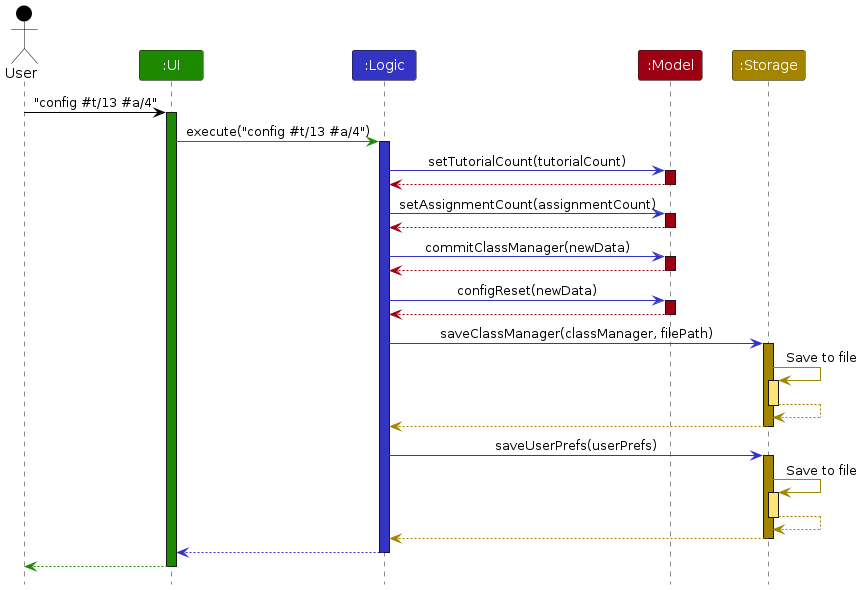 User
:UI
:Logic
:Model
:Storage
"config #t/13 #a/4"
execute("config #t/13 #a/4")
setTutorialCount(tutorialCount)
setAssignmentCount(assignmentCount)
commitClassManager(newData)
configReset(newData)
saveClassManager(classManager, filePath)
Save to file
saveUserPrefs(userPrefs)
Save to file